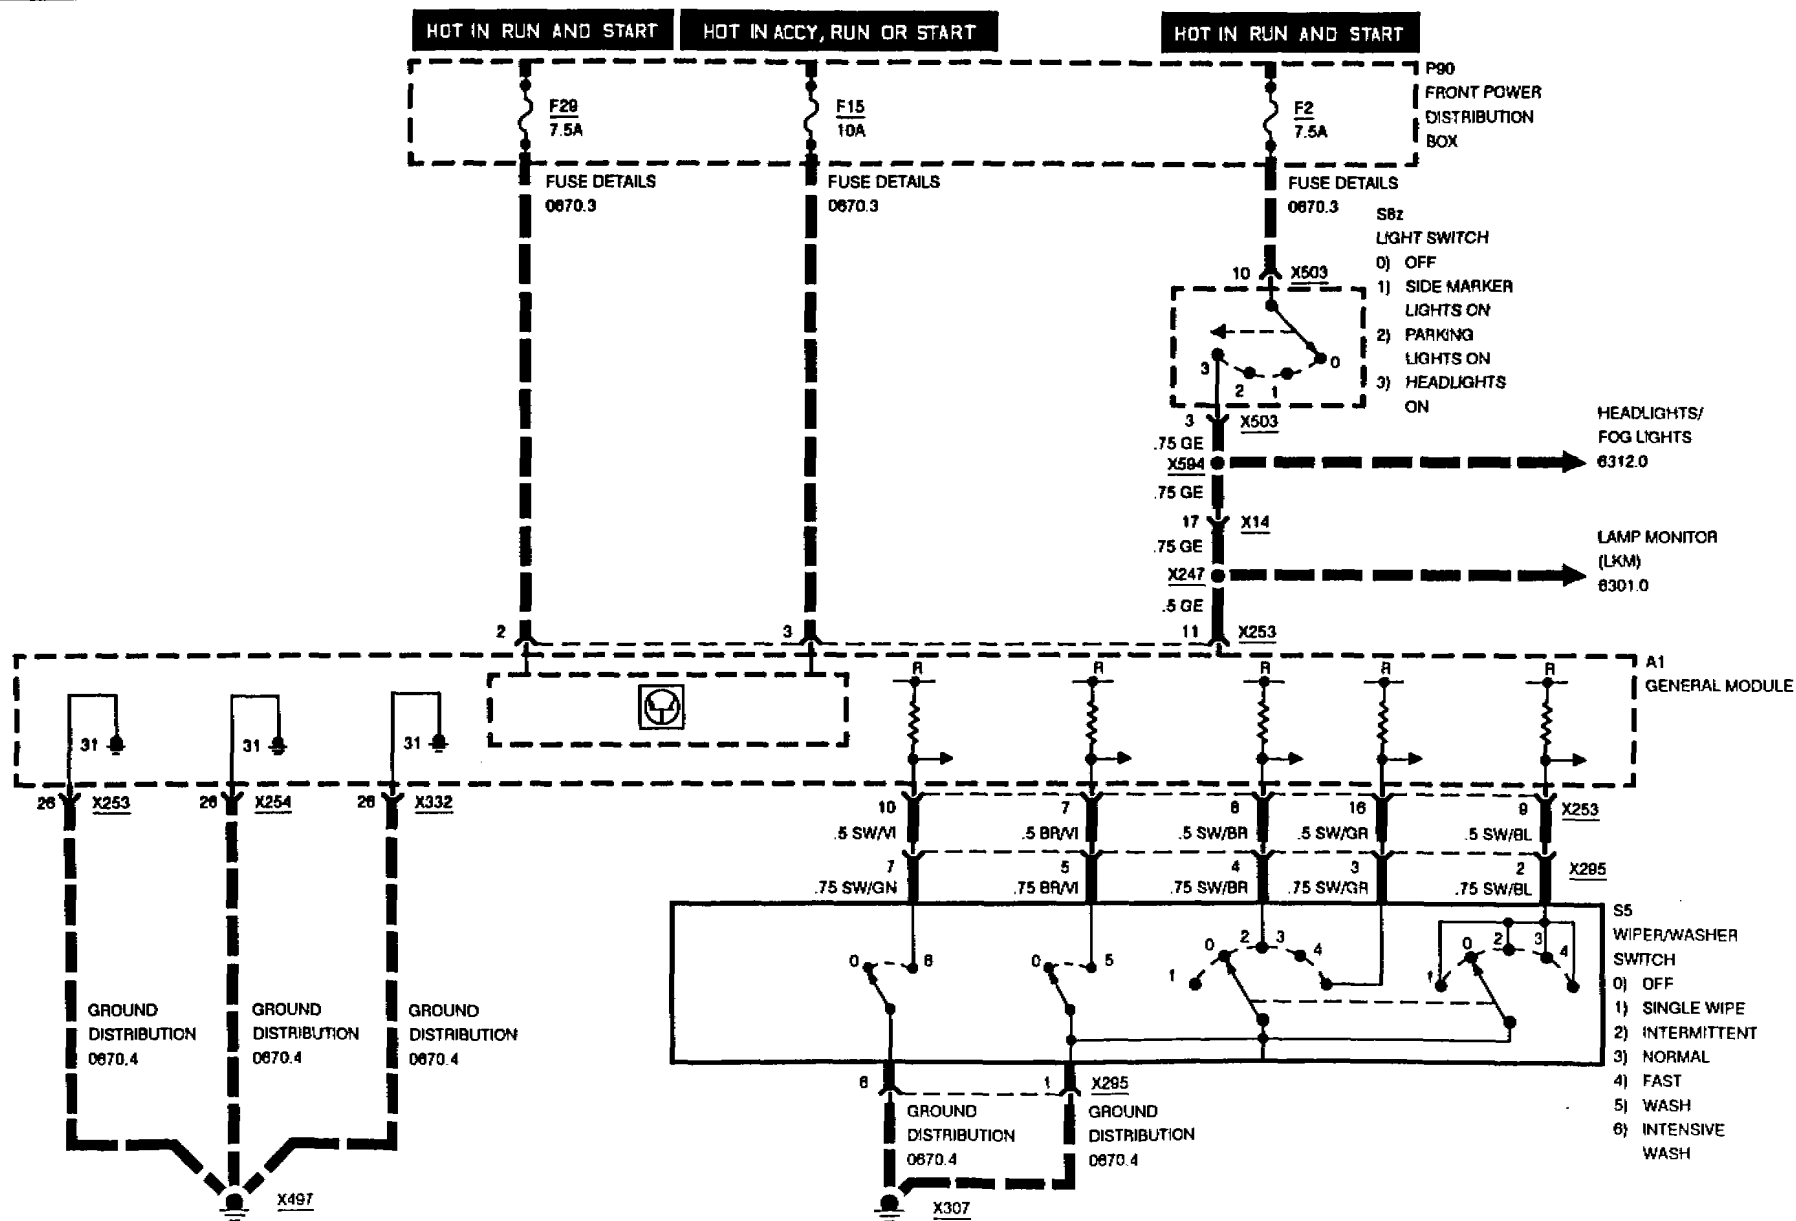 HOT IN RUN AND START
HOT IN ACCY, RUN OR START
HOT IN RUN AND START
P90
FRONT POWER
DISTRIBUTION
BOX
F29
7.5A
F15
10A
F2
7.5A
FUSE DETAILS
0670.3
FUSE DETAILS
0670.3
FUSE DETAILS
0670.3
S8z
LIGHT SWITCH
0) OFF
1) SIDE MARKER
LIGHTS ON
2) PARKING
LIGHTS ON
3) HEADLIGHTS
ON
10 X503
3 2 1 0
3 X503
.75 GE
X594
.75 GE
HEADLIGHTS/
FOG LIGHTS
6312.0
17 X14
.75 GE
X247
.5 GE
LAMP MONITOR
(LKM)
6301.0
2 3 11 X253
A1
GENERAL MODULE
R R R R R
31 31 31
26 X253 26 X254 26 X332
10 7 8 16 9 X253
.5 SW/VI .5 BR/VI .5 SW/BR .5 SW/GR .5 SW/BL
7 5 4 3 2 X295
.75 SW/GN .75 BR/VI .75 SW/BR .75 SW/GR .75 SW/BL
S5
WIPER/WASHER
SWITCH
0) OFF
1) SINGLE WIPE
2) INTERMITTENT
3) NORMAL
4) FAST
5) WASH
6) INTENSIVE
WASH
0 6 0 5 1 0 2 3 4 1 0 2 3 4
GROUND
DISTRIBUTION
0670.4
GROUND
DISTRIBUTION
0670.4
GROUND
DISTRIBUTION
0670.4
6 1 X295
GROUND
DISTRIBUTION
0670.4
GROUND
DISTRIBUTION
0670.4
X497
X307